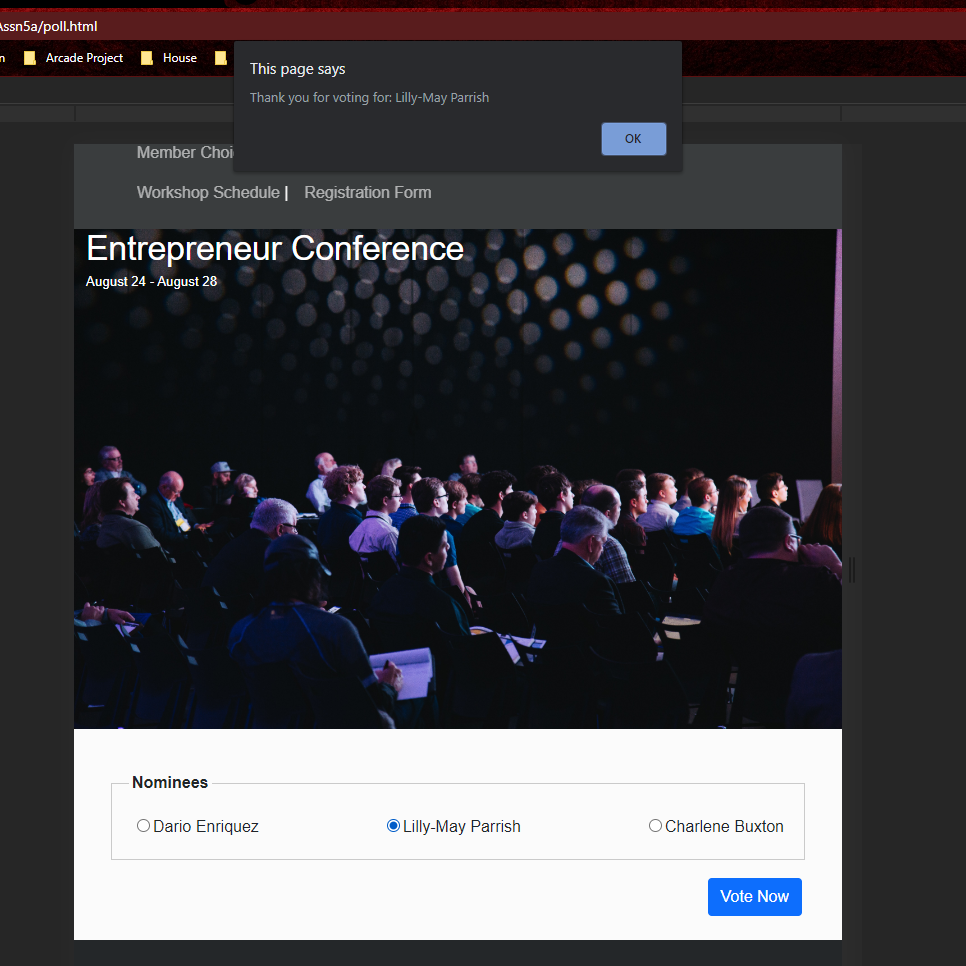 Assn5a/poll.html
Arcade Project House
This page says
Thank you for voting for: Lilly-May Parrish
OK
Member
Workshop Schedule | Registration Form
Entrepreneur Conference
August 24 - August 28
Nominees
Dario Enriquez Lilly-May Parrish Charlene Buxton
Vote Now